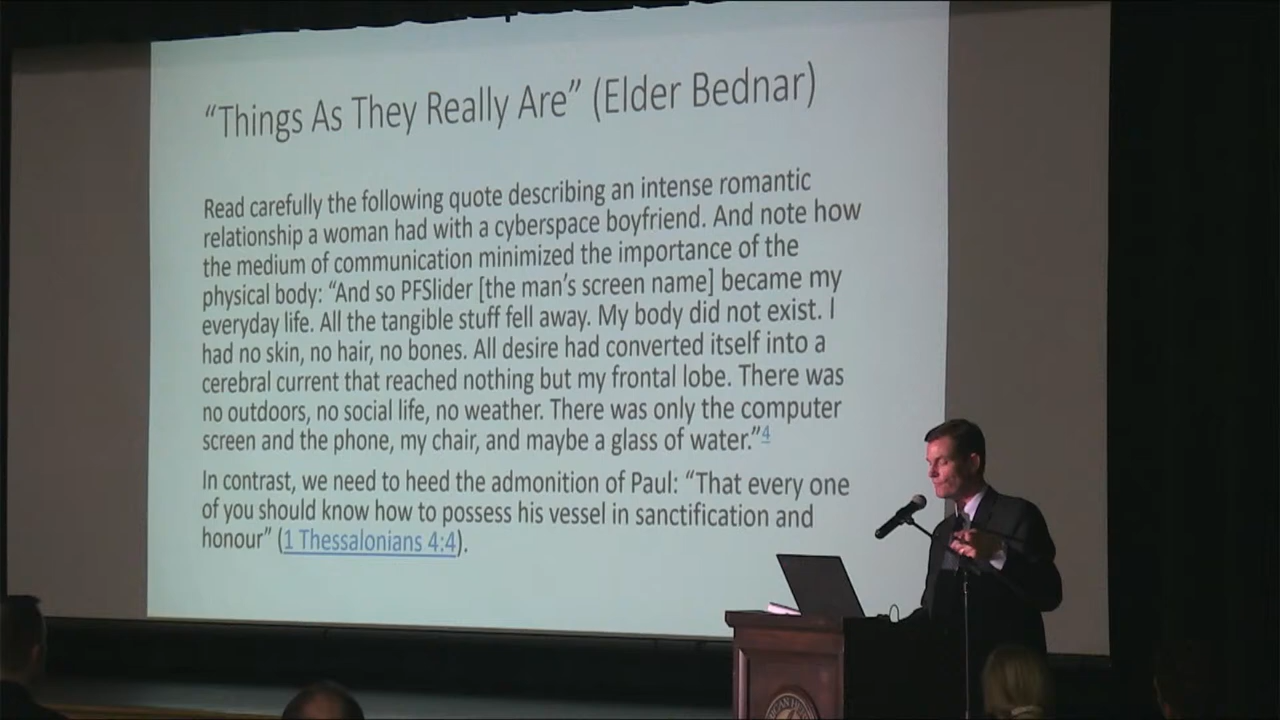 “Things As They Really Are” (Elder Bednar)
Read carefully the following quote describing an intense romantic
relationship a woman had with a cyberspace boyfriend. And note how
the medium of communication minimized the importance of the
physical body: “And so PFSlider [the man’s screen name] became my
everyday life. All the tangible stuff fell away. My body did not exist. I
had no skin, no hair, no bones. All desire had converted itself into a
cerebral current that reached nothing but my frontal lobe. There was
no outdoors, no social life, no weather. There was only the computer
screen and the phone, my chair, and maybe a glass of water.”4
In contrast, we need to heed the admonition of Paul: “That every one
of you should know how to possess his vessel in sanctification and
honour” (1 Thessalonians 4:4).